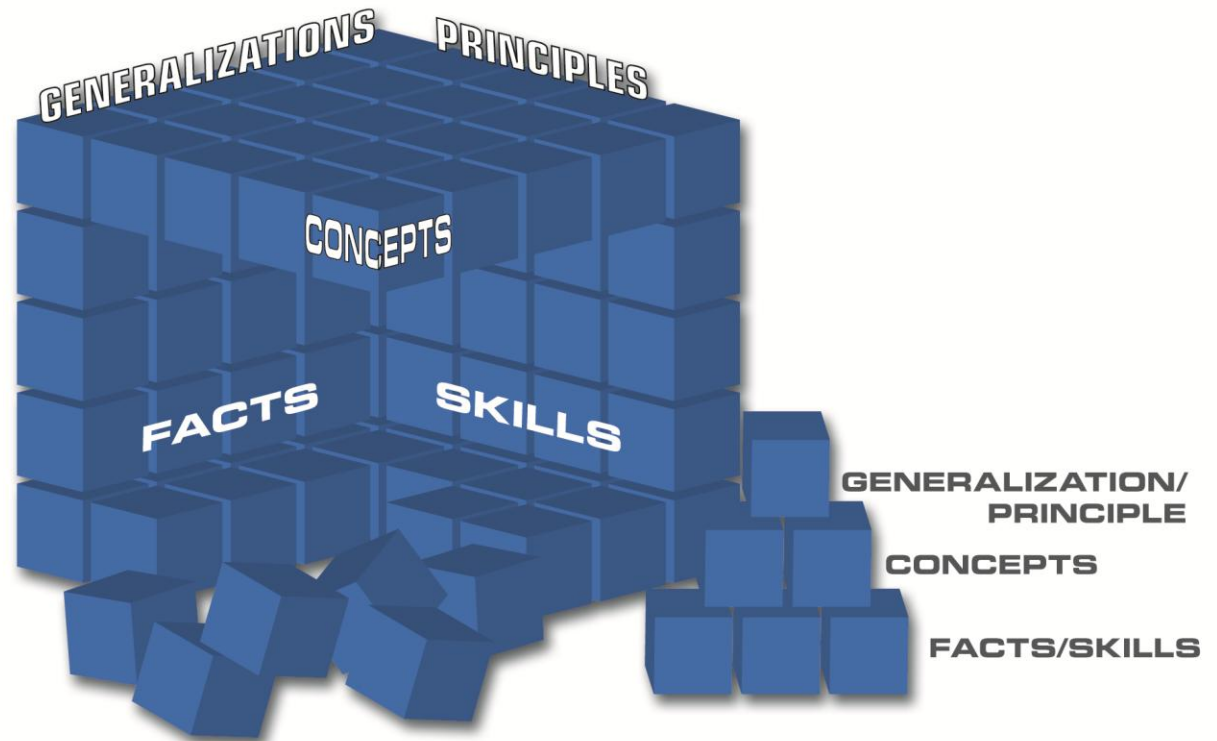 GENERALIZATIONS
PRINCIPLES
CONCEPTS
FACTS
SKILLS
GENERALIZATION/
PRINCIPLE
CONCEPTS
FACTS/SKILLS